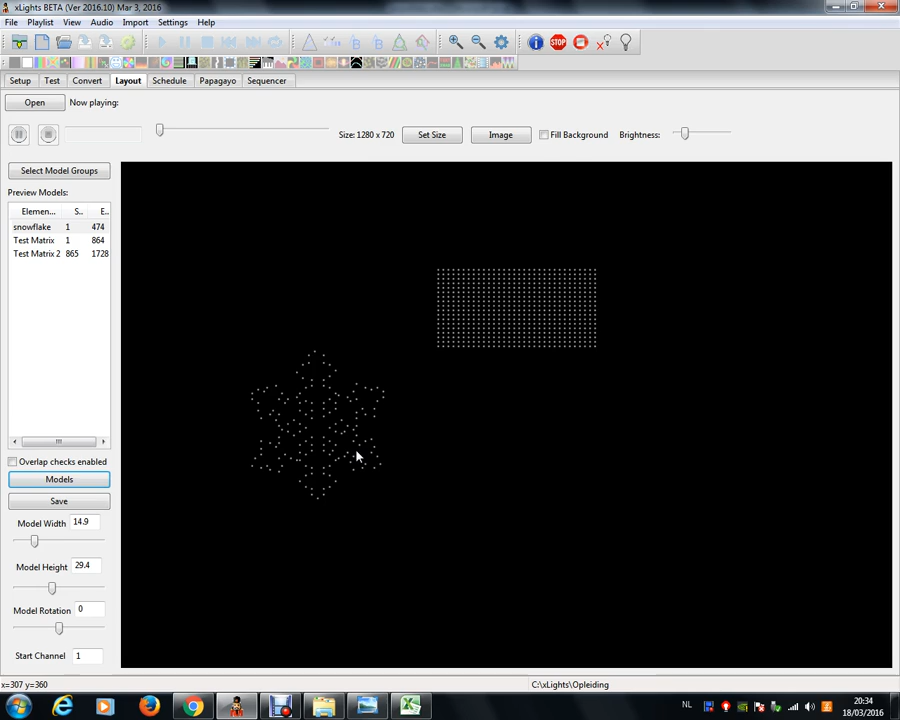 xLights BETA (Ver 2016.10) Mar 3, 2016
File Playlist View Audio Import Settings Help
Setup Test Convert Layout Schedule Papagayo Sequencer
Open Now playing:
Size: 1280 x 720 Set Size Image Fill Background Brightness:
Select Model Groups
Preview Models:
Elemen... S.. E..
snowflake 1 474
Test Matrix 1 864
Test Matrix 2 865 1728
Overlap checks enabled
Models
Save
Model Width 14.9
Model Height 29.4
Model Rotation 0
Start Channel 1
x=307 y=360 C:\xLights\Opleiding
NL 20:34
18/03/2016